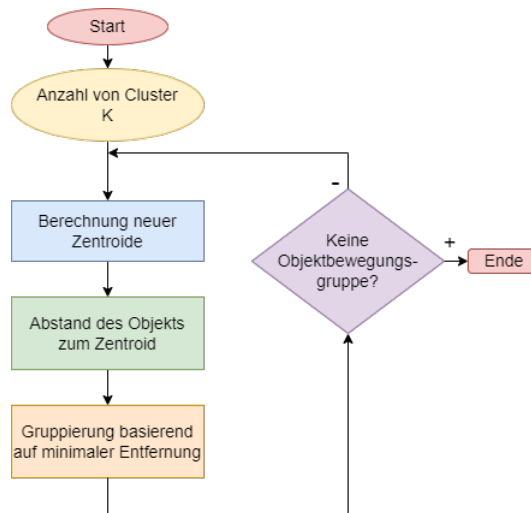 Start
Anzahl von Cluster
K
-
Berechnung neuer
Zentroide
Keine
Objektbewegungs-
gruppe?
+
Ende
Abstand des Objekts
zum Zentroid
Gruppierung basierend
auf minimaler Entfernung